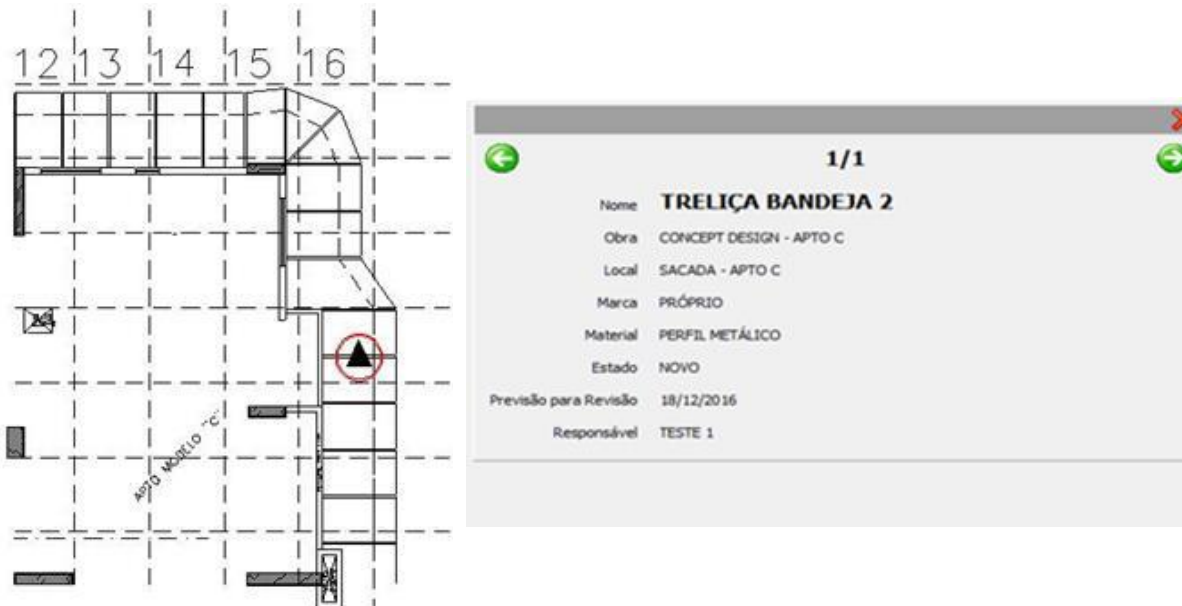 12 13 14 15 16
APTO MODELO "C"
1/1
Nome TRELIÇA BANDEJA 2
Obra CONCEPT DESIGN - APTO C
Local SACADA - APTO C
Marca PRÓPRIO
Material PERFIL METÁLICO
Estado NOVO
Previsão para Revisão 18/12/2016
Responsável TESTE 1